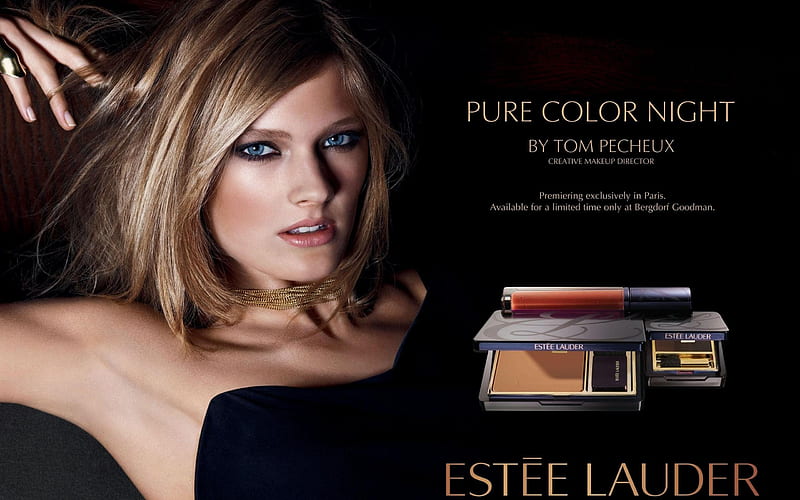 PURE COLOR NIGHT
BY TOM PECHEUX
CREATIVE MAKEUP DIRECTOR
Premiering exclusively in Paris.
Available for a limited time only at Bergdorf Goodman.
ESTĒE LAUDER
ESTĒE LAUDER
ESTĒE LAUDER